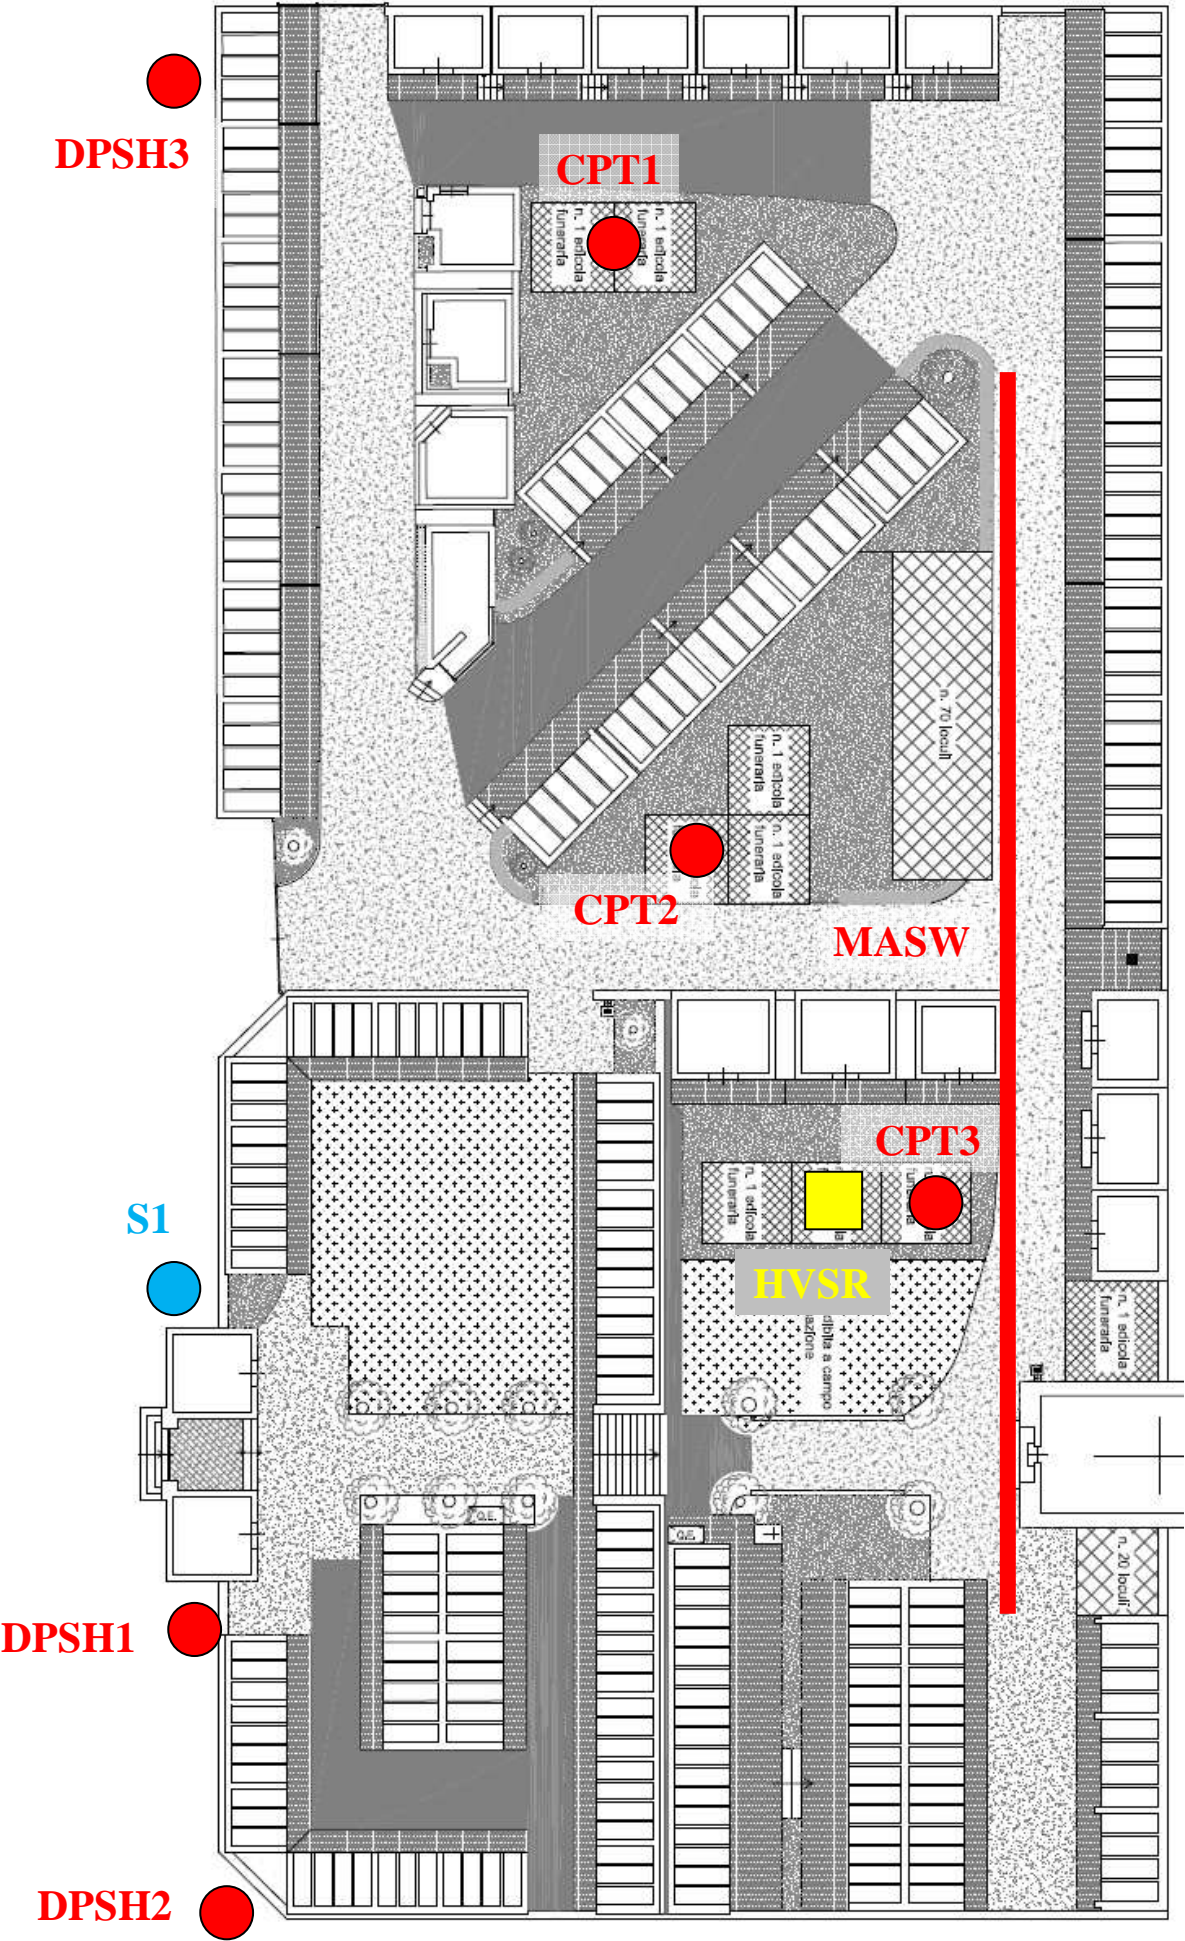 DPSH3
CPT1
n. 1 edicola
funeraria
n. 1 edicola
funeraria
n. 70 loculi
n. 1 edicola
funeraria
n. 1 edicola
funeraria
CPT2
MASW
CPT3
n. 1 edicola
funeraria
S1
HVSR
n. 1 edicola
funeraria
a campo
Q.E.
Q.E.
n. 20 loculi
DPSH1
DPSH2